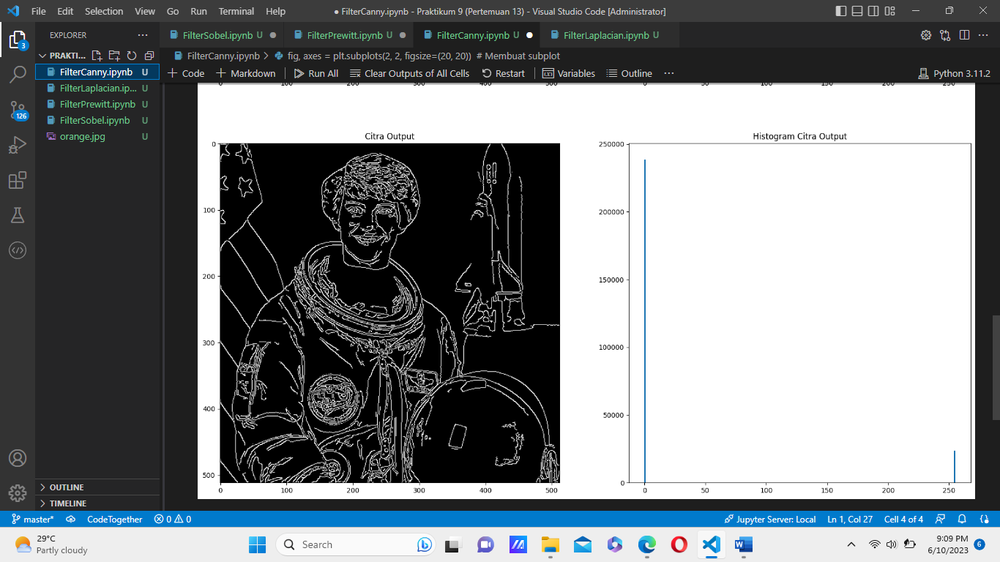 File Edit Selection View Go Run Terminal Help
● FilterCanny.ipynb - Praktikum 9 (Pertemuan 13) - Visual Studio Code [Administrator]
EXPLORER ···
FilterSobel.ipynb U ●
FilterPrewitt.ipynb U ●
FilterCanny.ipynb U ●
FilterLaplacian.ipynb U
···
PRAKTI...
FilterCanny.ipynb > fig, axes = plt.subplots(2, 2, figsize=(20, 20)) # Membuat subplot
+ Code + Markdown Run All Clear Outputs of All Cells Restart Variables Outline ··· Python 3.11.2
3
126
FilterCanny.ipynb U
FilterLaplacian.ip... U
FilterPrewitt.ipynb U
FilterSobel.ipynb U
orange.jpg U
OUTLINE
TIMELINE
0 100 200 300 400 500
0 50 100 150 200 250
Citra Output
0
100
200
300
400
500
0 100 200 300 400 500
Histogram Citra Output
250000
200000
150000
100000
50000
0
0 50 100 150 200 250
master* CodeTogether 0 0 Jupyter Server: Local Ln 1, Col 27 Cell 4 of 4
29°C
Partly cloudy
Search
9:09 PM
6/10/2023
6